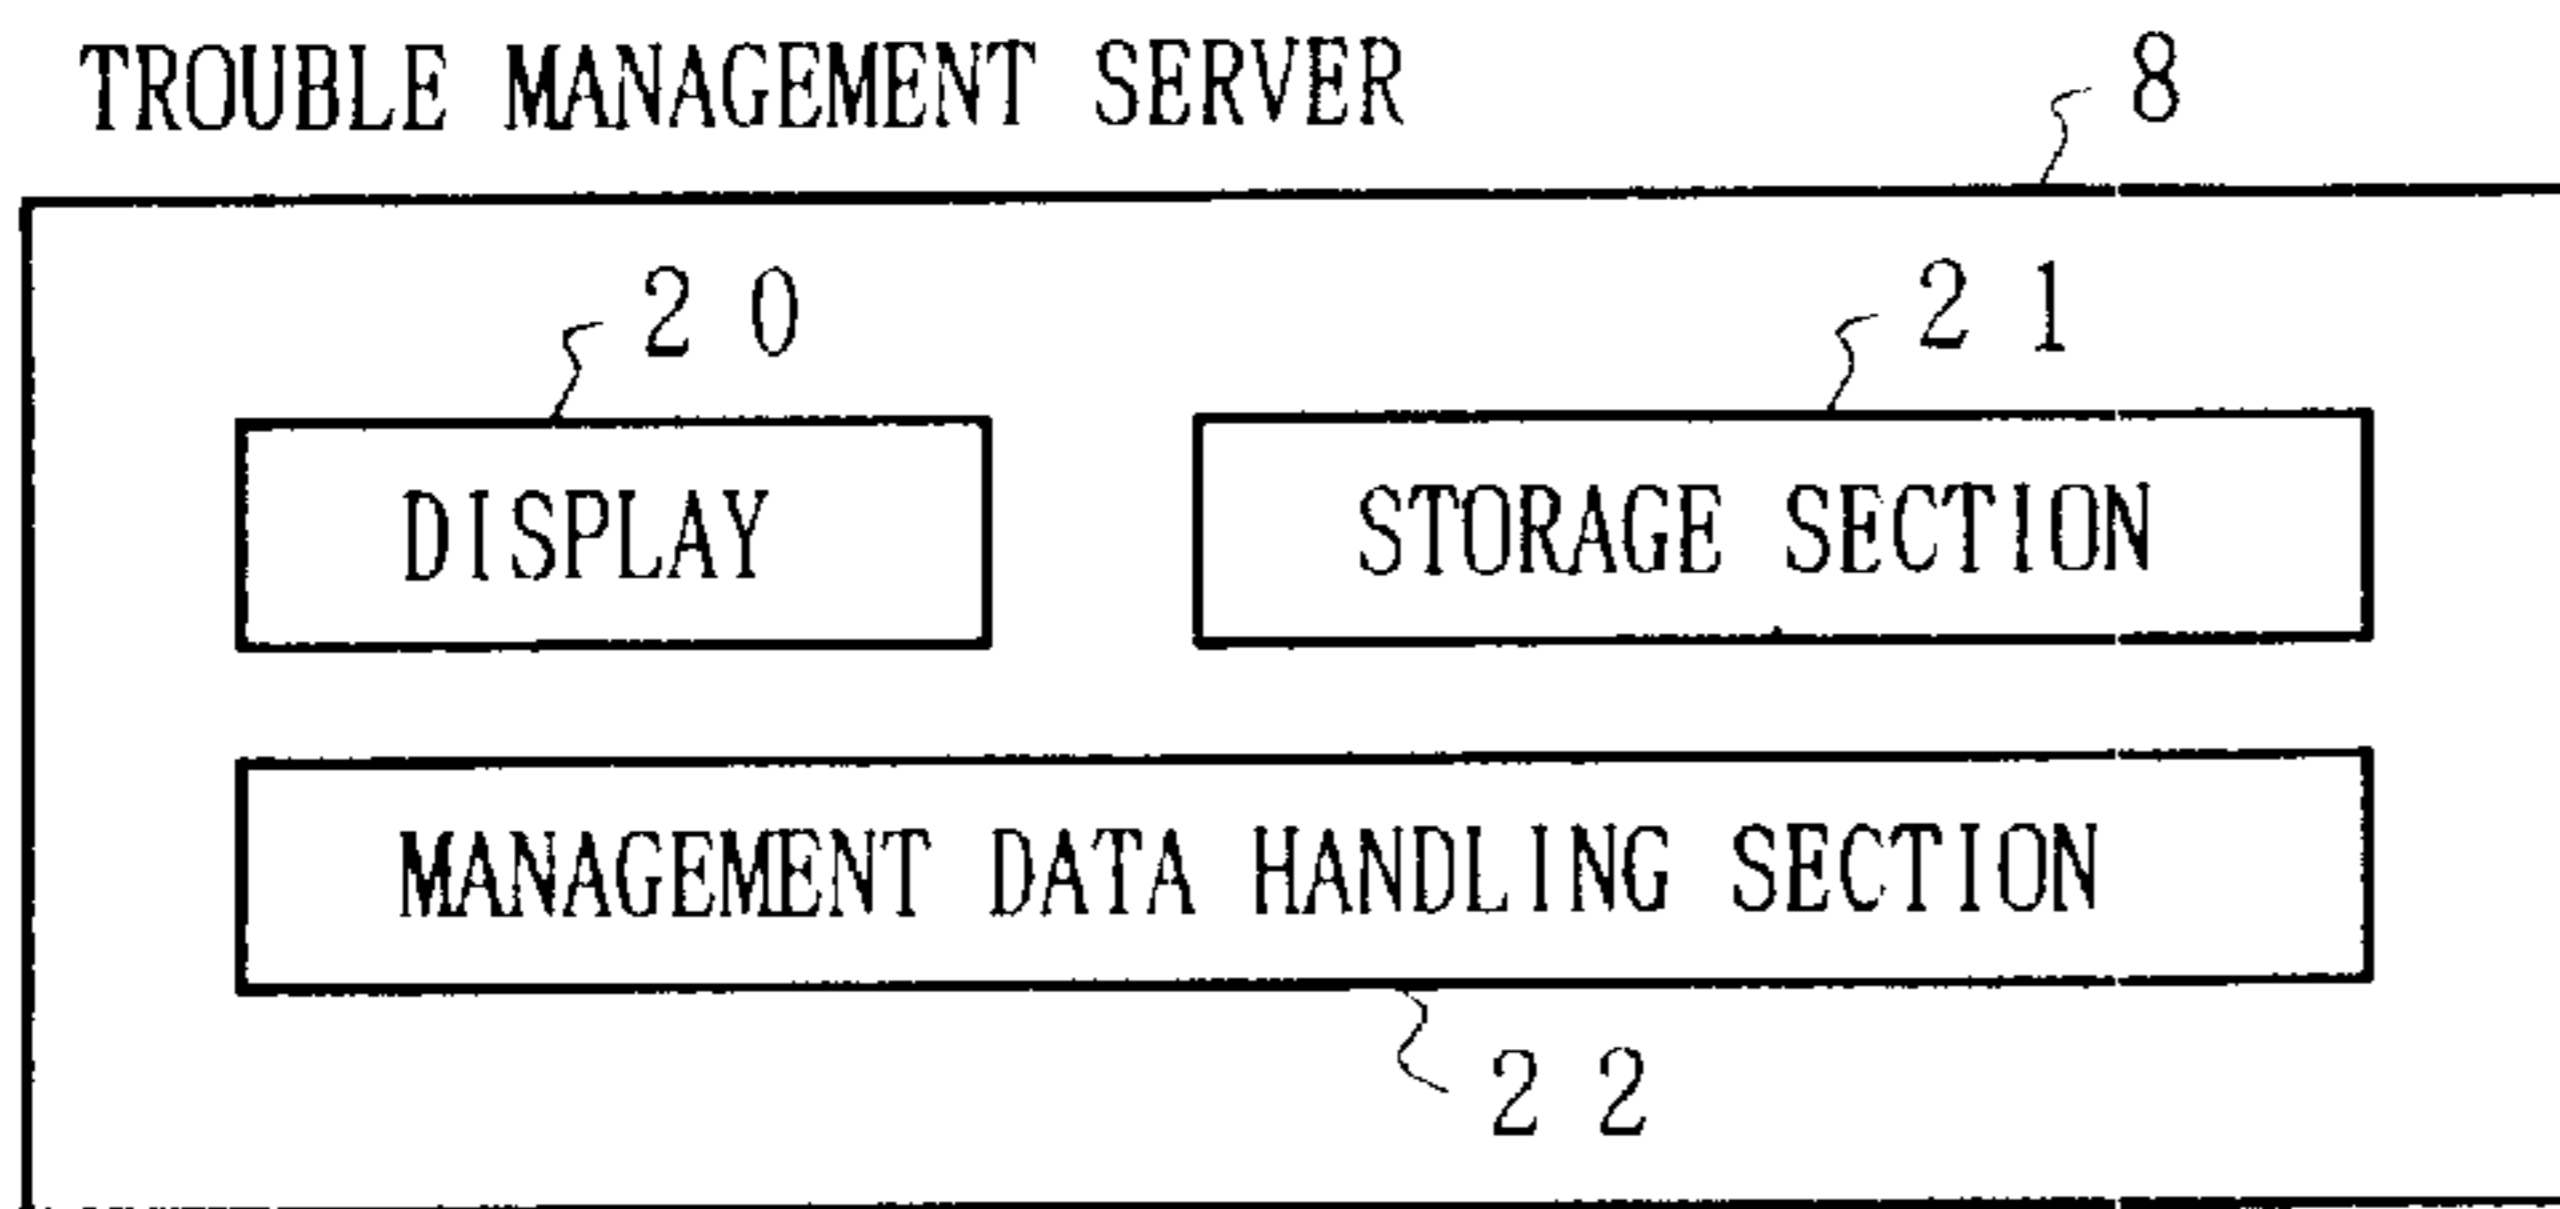 TROUBLE MANAGEMENT SERVER 8
20 21
DISPLAY STORAGE SECTION
MANAGEMENT DATA HANDLING SECTION
22